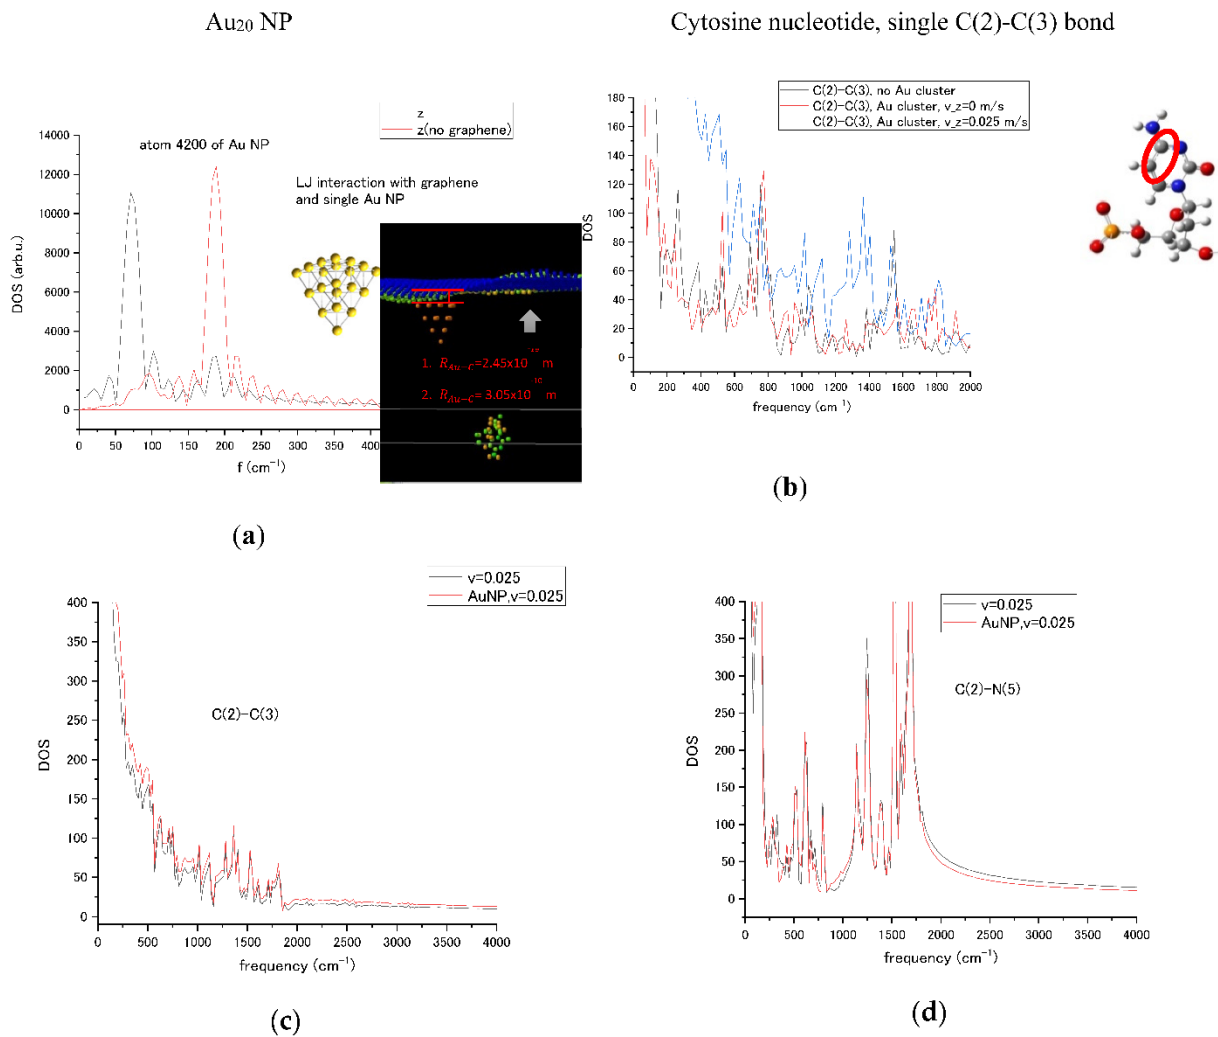 Au₂₀ NP
Cytosine nucleotide, single C(2)-C(3) bond
z
z(no graphene)
14000
12000
10000
8000
6000
4000
2000
0
DOS (arb.u.)
atom 4200 of Au NP
LJ interaction with graphene
and single Au NP
1. R_Au−C=2.45x10 m
2. R_Au−C=3.05x10⁻¹⁰ m
0 50 100 150 200 250 300 350 400
f (cm⁻¹)
(a)
C(2)-C(3), no Au cluster
C(2)-C(3), Au cluster, v_z=0 m/s
C(2)-C(3), Au cluster, v_z=0.025 m/s
180
160
140
120
100
80
60
40
20
0
DOS
0 200 400 600 800 1000 1200 1400 1600 1800 2000
frequency (cm⁻¹)
(b)
v=0.025
AuNP,v=0.025
400
350
300
250
200
150
100
50
0
DOS
C(2)-C(3)
0 500 1000 1500 2000 2500 3000 3500 4000
frequency (cm⁻¹)
(c)
v=0.025
AuNP,v=0.025
400
350
300
250
200
150
100
50
0
DOS
C(2)-N(5)
0 500 1000 1500 2000 2500 3000 3500 4000
frequency (cm⁻¹)
(d)